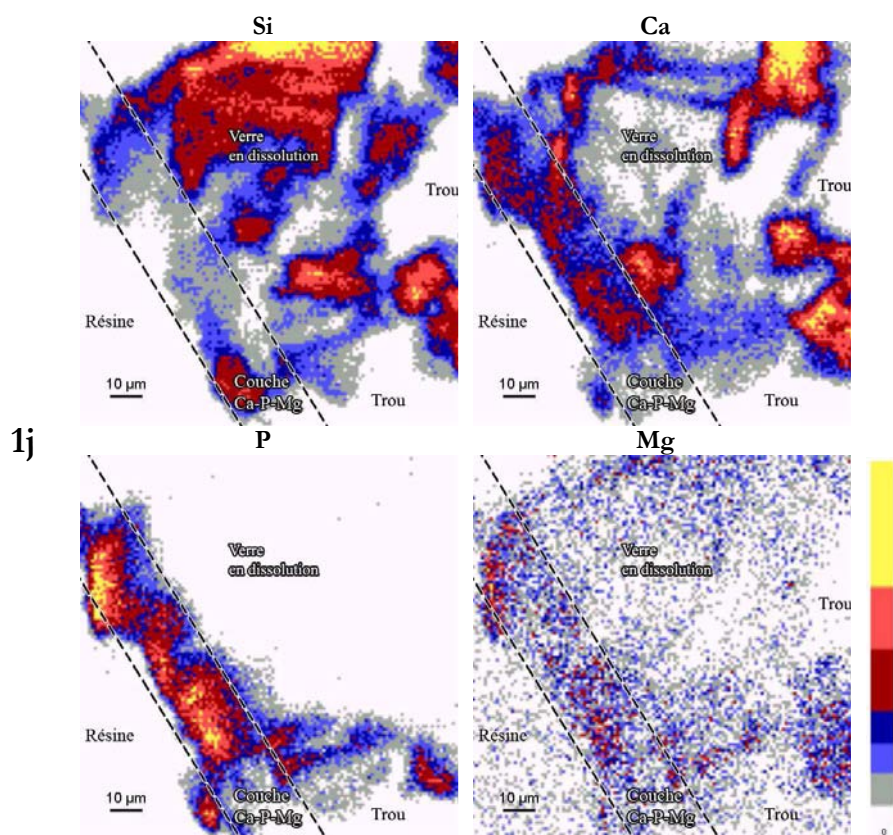 Si
Ca
Verre
en dissolution
Trou
Résine
10 µm
Couche
Ca-P-Mg
Trou
Verre
en dissolution
Trou
Résine
10 µm
Couche
Ca-P-Mg
Trou
1j
P
Mg
Verre
en dissolution
Résine
10 µm
Couche
Ca-P-Mg
Trou
Verre
en dissolution
Trou
Résine
10 µm
Couche
Ca-P-Mg
Trou